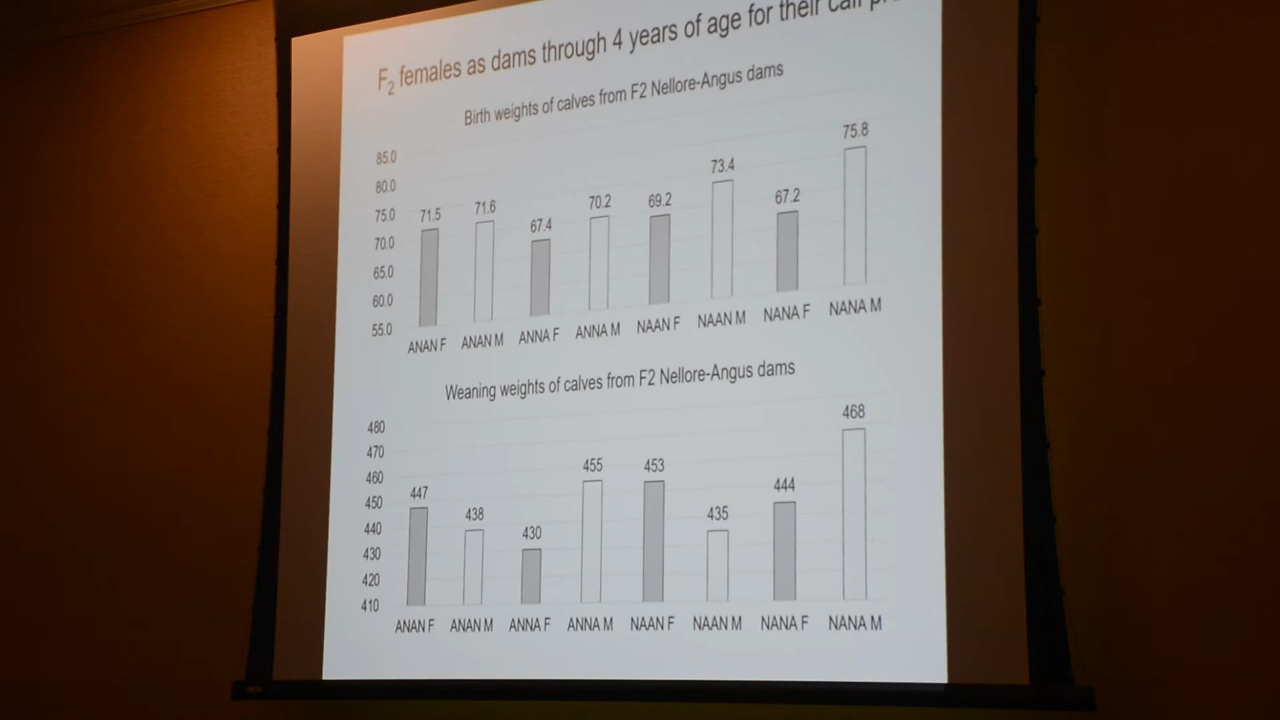 F2 females as dams through 4 years of age for their calf
Birth weights of calves from F2 Nellore-Angus dams
85.0
80.0
75.0
70.0
65.0
60.0
55.0
71.5 71.6 67.4 70.2 69.2 73.4 67.2 75.8
ANAN F ANAN M ANNA F ANNA M NAAN F NAAN M NANA F NANA M
Weaning weights of calves from F2 Nellore-Angus dams
480
470
460
450
440
430
420
410
447 438 430 455 453 435 444 468
ANAN F ANAN M ANNA F ANNA M NAAN F NAAN M NANA F NANA M